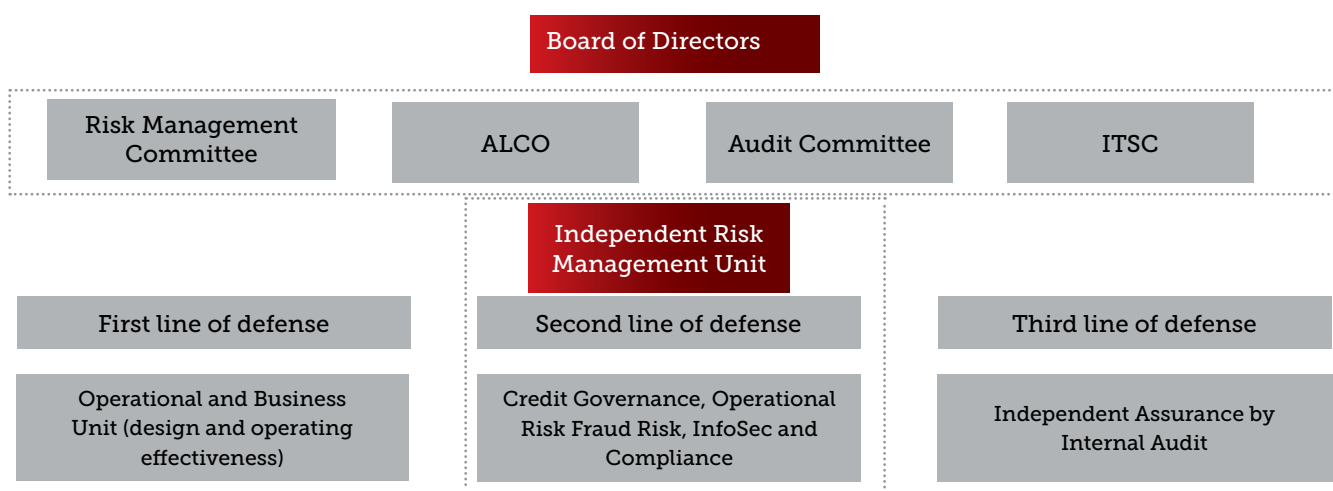 Board of Directors
Risk Management
Committee
ALCO
Audit Committee
ITSC
Independent Risk
Management Unit
First line of defense
Second line of defense
Third line of defense
Operational and Business
Unit (design and operating
effectiveness)
Credit Governance, Operational
Risk Fraud Risk, InfoSec and
Compliance
Independent Assurance by
Internal Audit